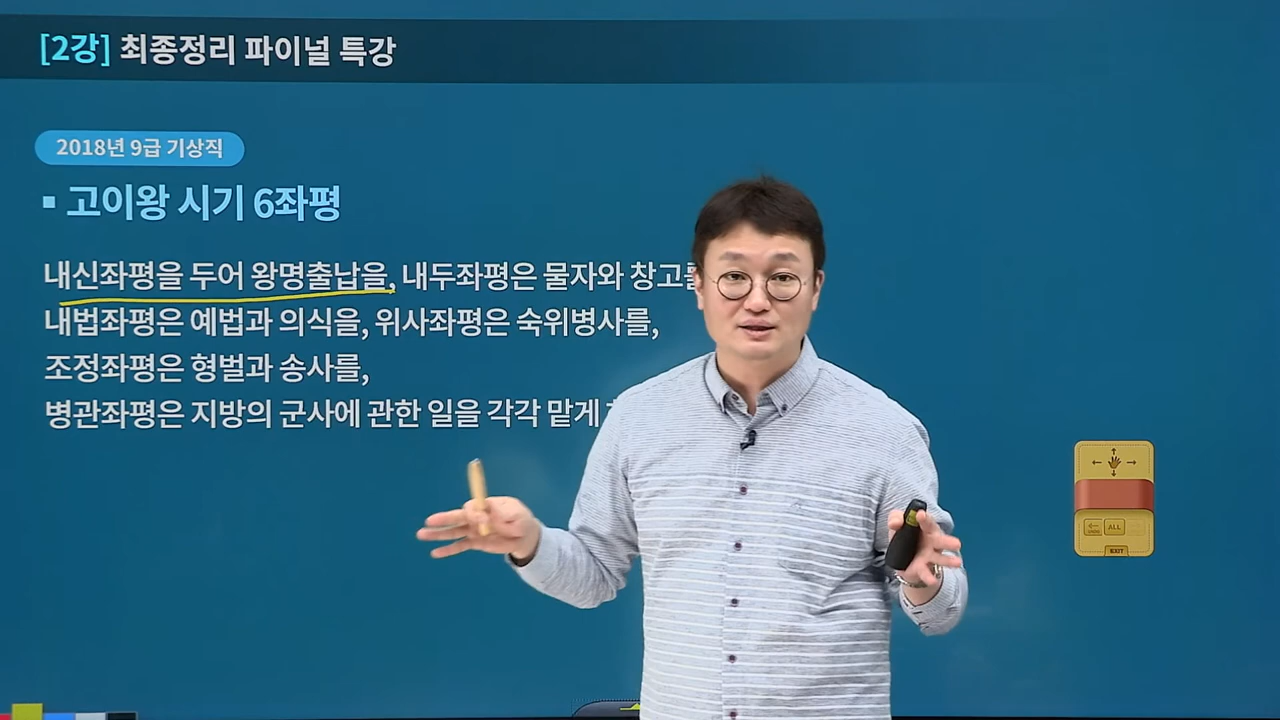 [2강] 최종정리 파이널 특강
2018년 9급 기상직
▪ 고이왕 시기 6좌평
내신좌평을 두어 왕명출납을, 내두좌평은 물자와 창고를
내법좌평은 예법과 의식을, 위사좌평은 숙위병사를,
조정좌평은 형벌과 송사를,
병관좌평은 지방의 군사에 관한 일을 각각 맡게
ALL
EXIT